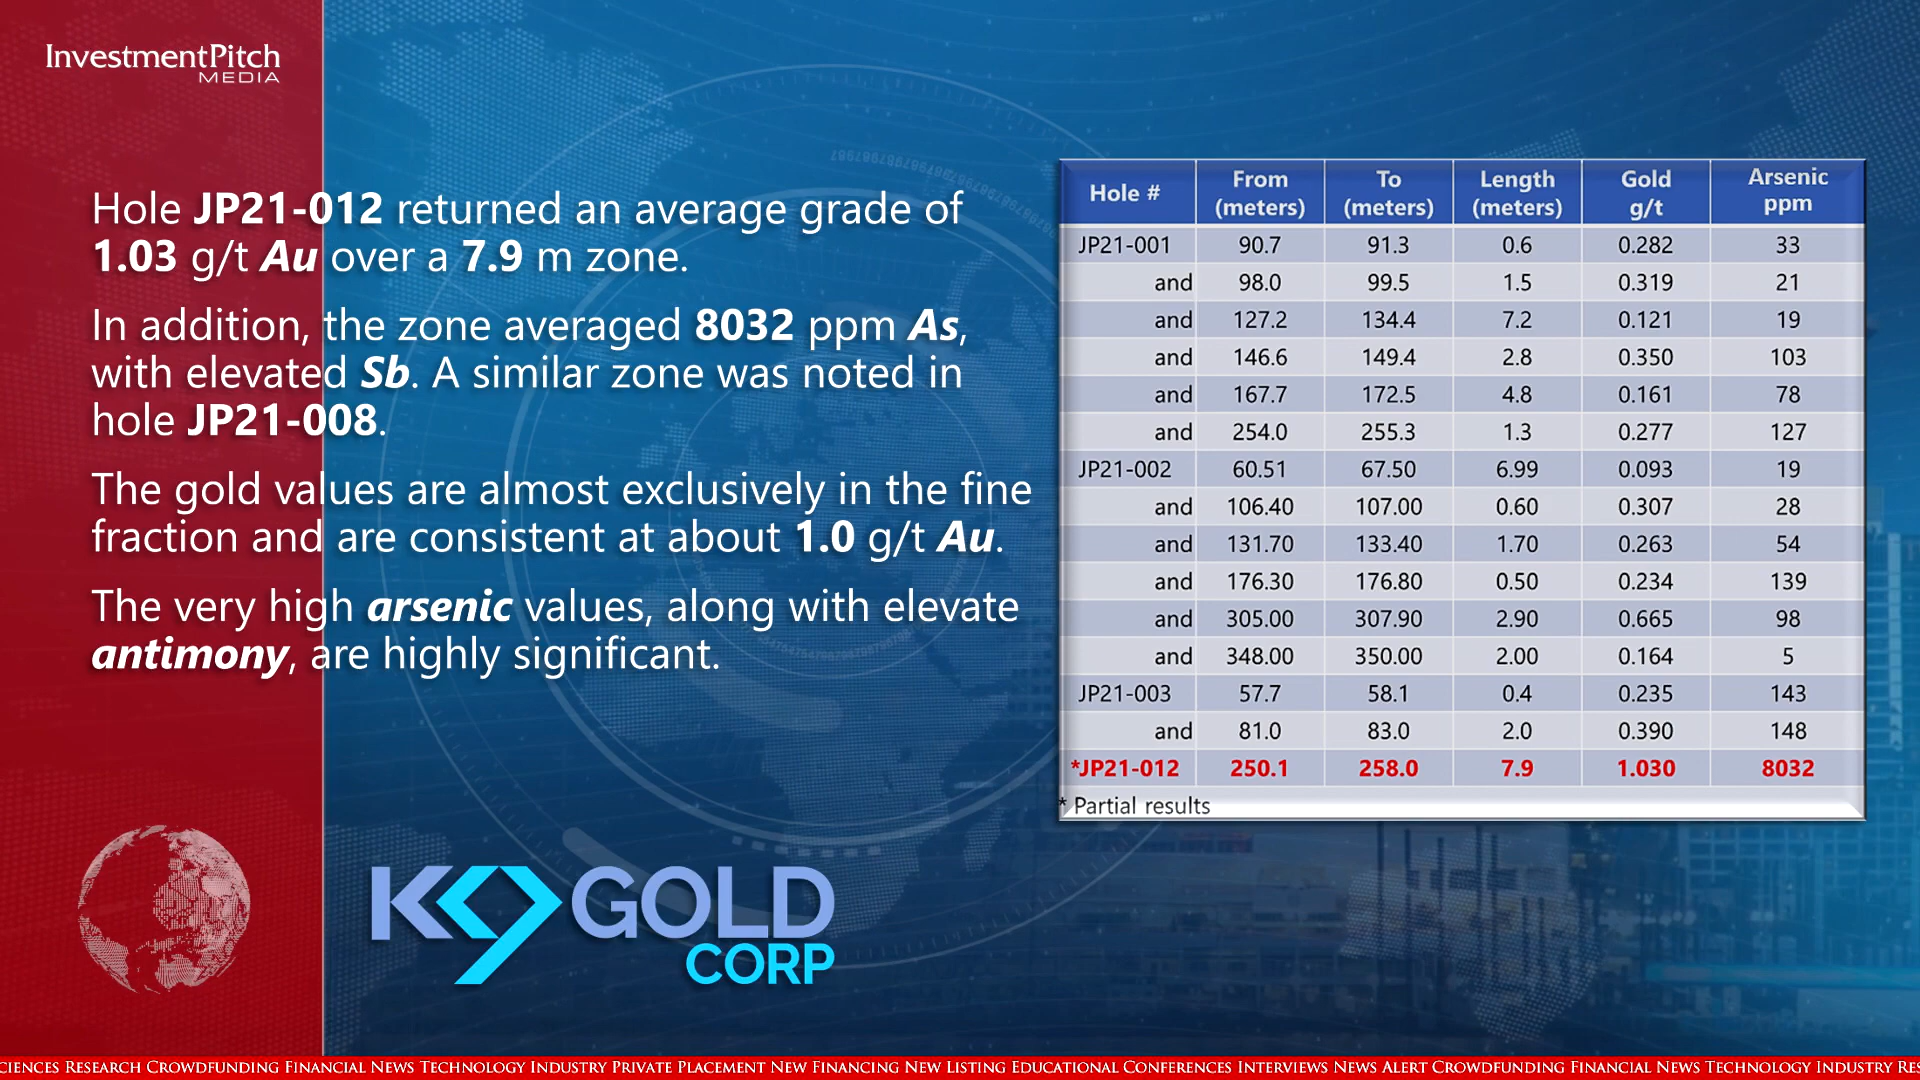 InvestmentPitch
MEDIA
Hole JP21-012 returned an average grade of
1.03 g/t Au over a 7.9 m zone.
In addition, the zone averaged 8032 ppm As,
with elevated Sb. A similar zone was noted in
hole JP21-008.
The gold values are almost exclusively in the fine
fraction and are consistent at about 1.0 g/t Au.
The very high arsenic values, along with elevate
antimony, are highly significant.
Hole # From (meters) To (meters) Length (meters) Gold g/t Arsenic ppm
JP21-001 90.7 91.3 0.6 0.282 33
and 98.0 99.5 1.5 0.319 21
and 127.2 134.4 7.2 0.121 19
and 146.6 149.4 2.8 0.350 103
and 167.7 172.5 4.8 0.161 78
and 254.0 255.3 1.3 0.277 127
JP21-002 60.51 67.50 6.99 0.093 19
and 106.40 107.00 0.60 0.307 28
and 131.70 133.40 1.70 0.263 54
and 176.30 176.80 0.50 0.234 139
and 305.00 307.90 2.90 0.665 98
and 348.00 350.00 2.00 0.164 5
JP21-003 57.7 58.1 0.4 0.235 143
and 81.0 83.0 2.0 0.390 148
*JP21-012 250.1 258.0 7.9 1.030 8032
* Partial results
K9 GOLD
CORP
CIENCES RESEARCH CROWDFUNDING FINANCIAL NEWS TECHNOLOGY INDUSTRY PRIVATE PLACEMENT NEW FINANCING NEW LISTING EDUCATIONAL CONFERENCES INTERVIEWS NEWS ALERT CROWDFUNDING FINANCIAL NEWS TECHNOLOGY INDUSTRY RES